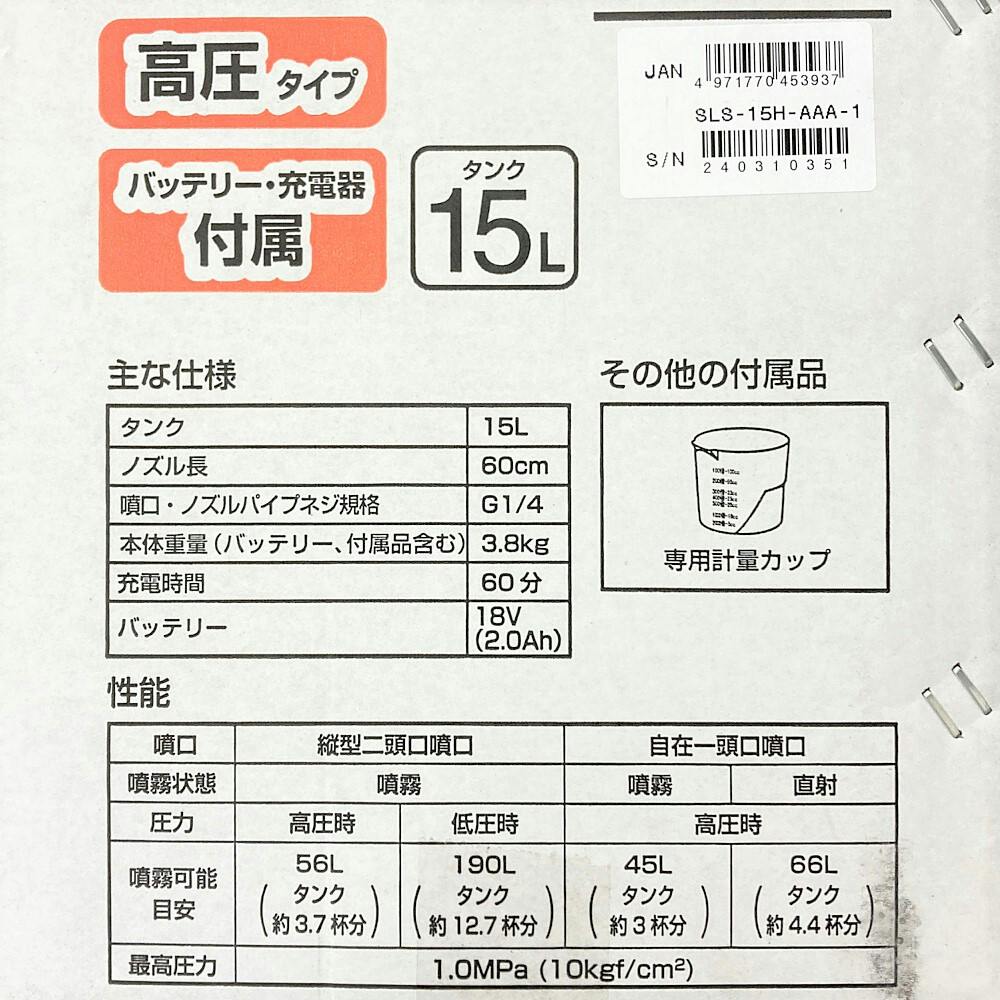 高圧 タイプ
バッテリー・充電器
付属
タンク
15L
JAN
4 971770 453937
SLS-15H-AAA-1
S/N
240310351
主な仕様
タンク 15L
ノズル長 60cm
噴口・ノズルパイプネジ規格 G1/4
本体重量(バッテリー、付属品含む) 3.8kg
充電時間 60分
バッテリー 18V
(2.0Ah)
その他の付属品
専用計量カップ
性能
噴口 縦型二頭口噴口 自在一頭口噴口
噴霧状態 噴霧 噴霧 直射
圧力 高圧時 低圧時 高圧時
噴霧可能
目安
56L
(タンク
約3.7杯分)
190L
(タンク
約12.7杯分)
45L
(タンク
約3杯分)
66L
(タンク
約4.4杯分)
最高圧力 1.0MPa (10kgf/cm²)